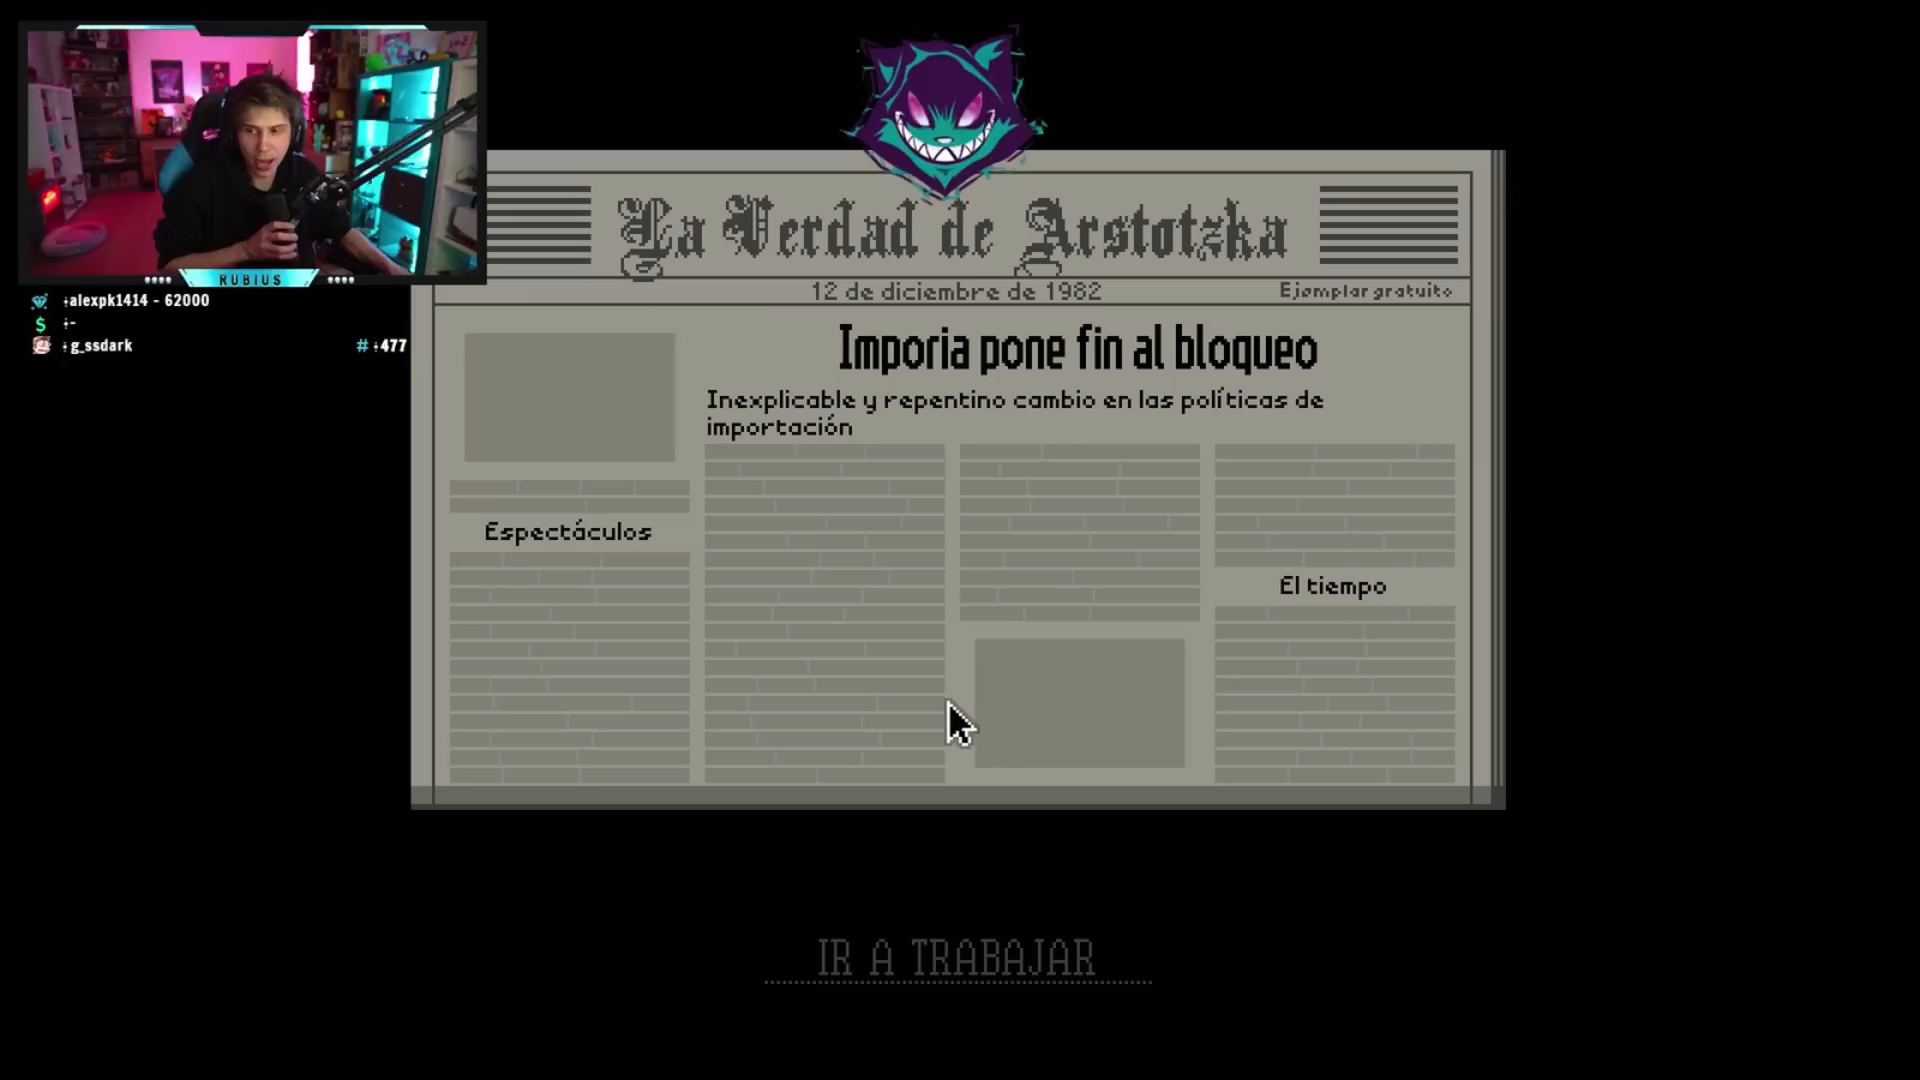 RUBIUS
alexpk1414 - 62000
$ -
g_ssdark # 477
La Verdad de Arstotzka
12 de diciembre de 1982 Ejemplar gratuito
Imporia pone fin al bloqueo
Inexplicable y repentino cambio en las políticas de
importación
Espectáculos
El tiempo
IR A TRABAJAR